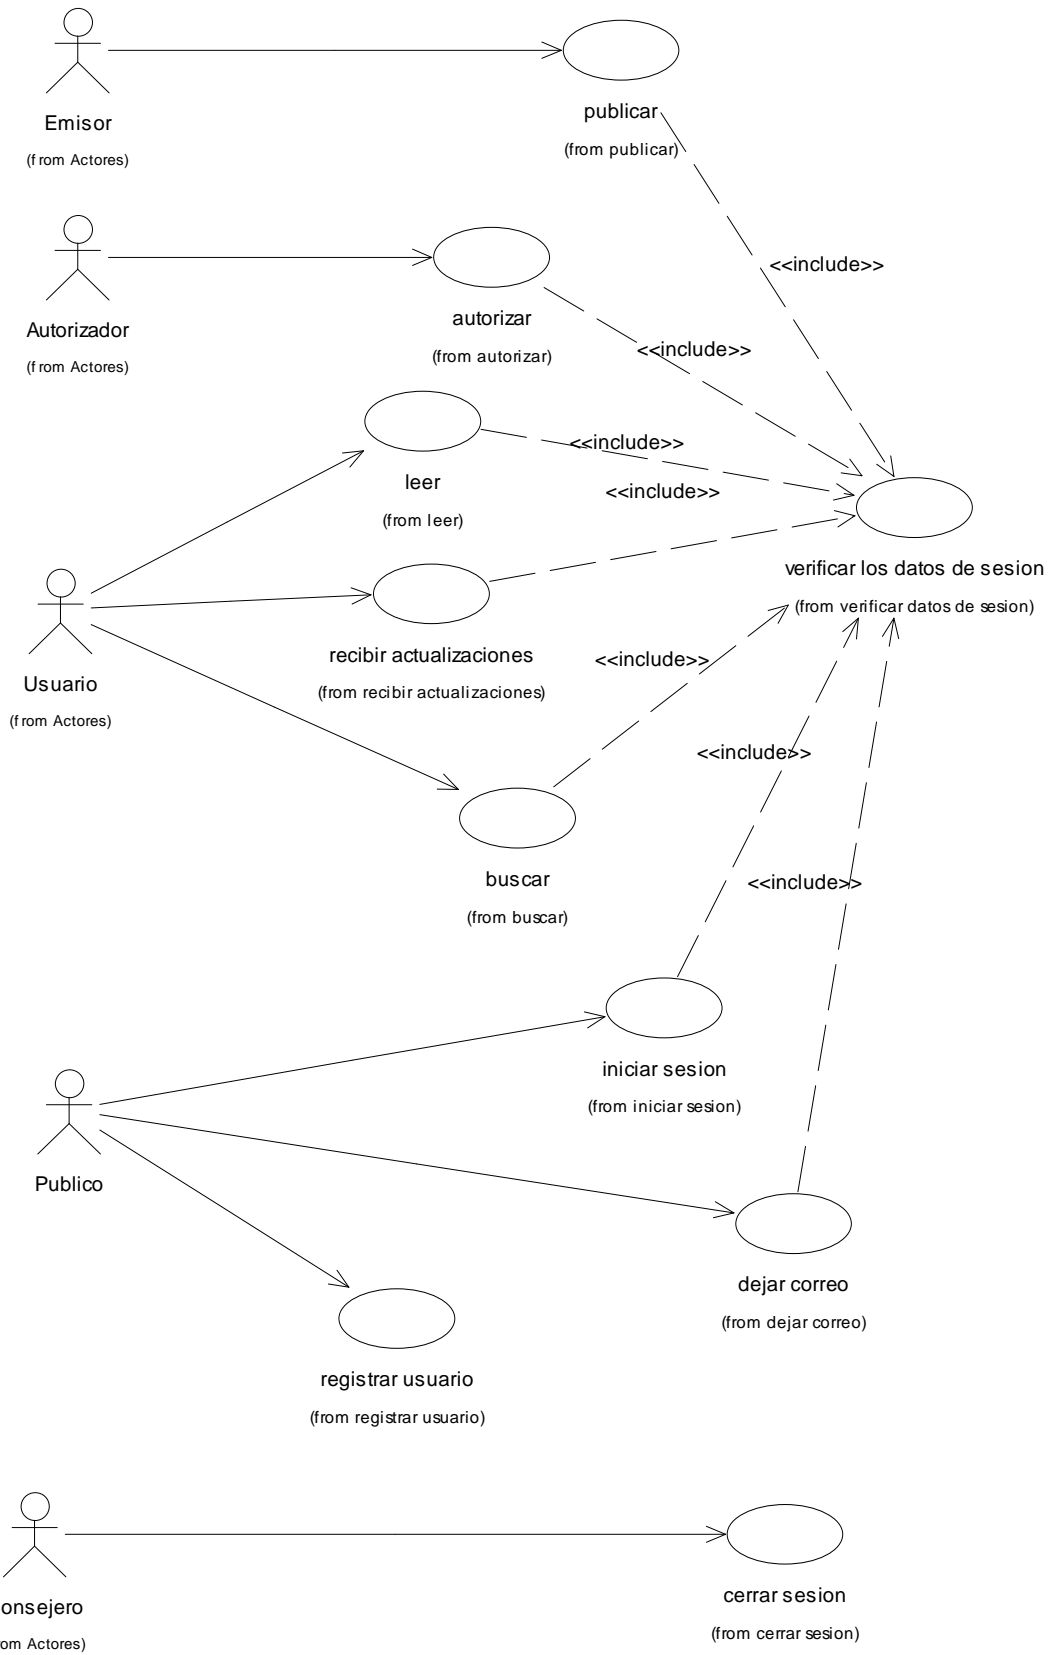 Emisor
(from Actores)
publicar
(from publicar)
<<include>>
Autorizador
(from Actores)
autorizar
(from autorizar)
<<include>>
leer
(from leer)
<<include>>
<<include>>
verificar los datos de sesion
(from verificar datos de sesion)
Usuario
(from Actores)
recibir actualizaciones
(from recibir actualizaciones)
<<include>>
buscar
(from buscar)
<<include>>
<<include>>
iniciar sesion
(from iniciar sesion)
Publico
dejar correo
(from dejar correo)
registrar usuario
(from registrar usuario)
onsejero
om Actores)
cerrar sesion
(from cerrar sesion)